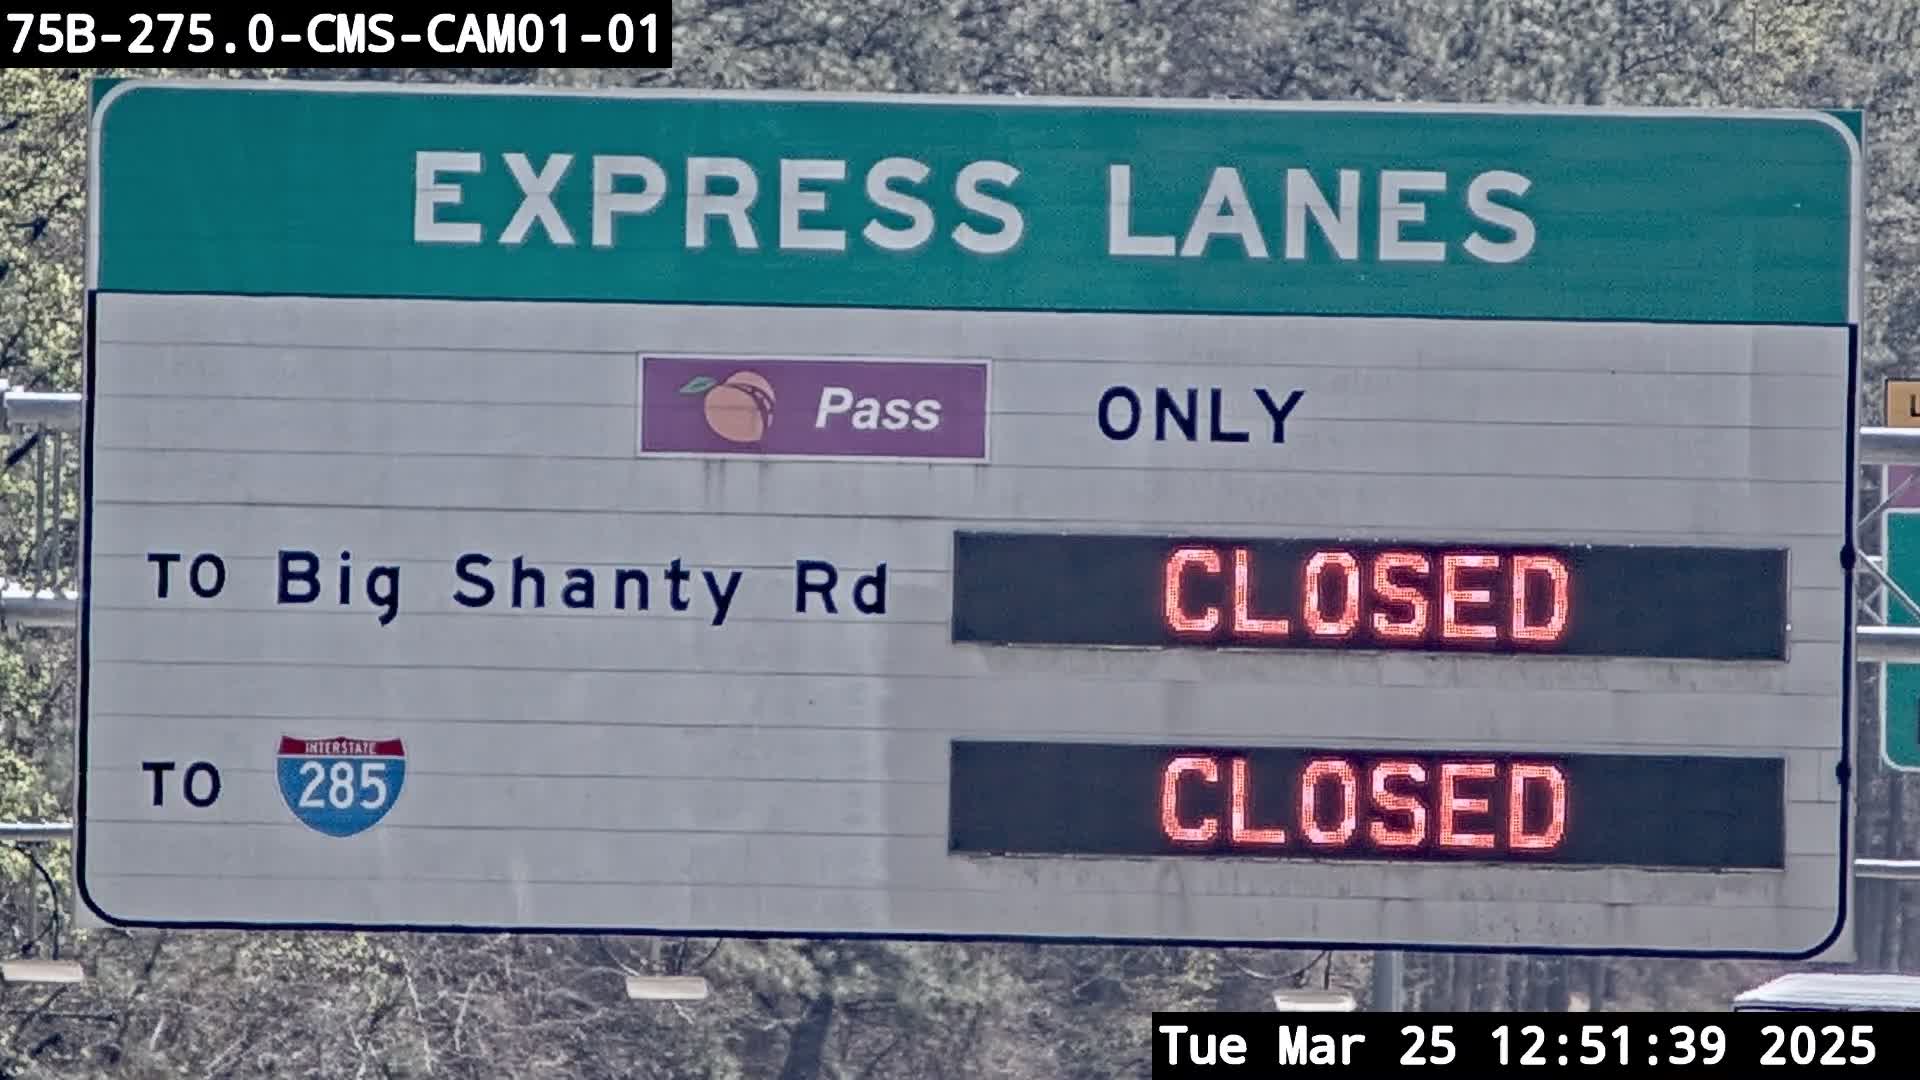 75B-275.0-CMS-CAM01-01
EXPRESS LANES
Pass ONLY
TO Big Shanty Rd CLOSED
TO INTERSTATE 285 CLOSED
Tue Mar 25 12:51:39 2025